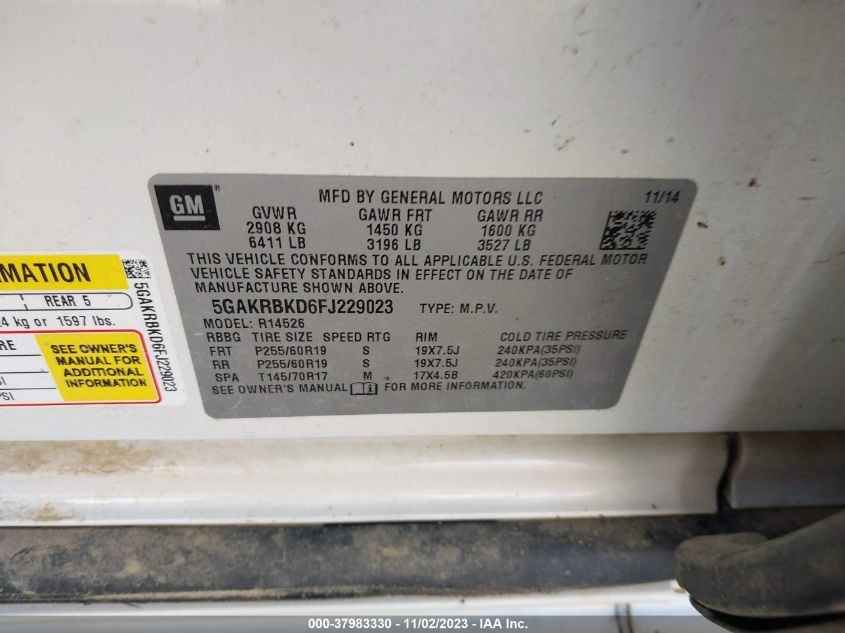 GM ®
MFD BY GENERAL MOTORS LLC 11/14
GVWR GAWR FRT GAWR RR
2908 KG 1450 KG 1600 KG
6411 LB 3196 LB 3527 LB
THIS VEHICLE CONFORMS TO ALL APPLICABLE U.S. FEDERAL MOTOR
VEHICLE SAFETY STANDARDS IN EFFECT ON THE DATE OF
MANUFACTURE SHOWN ABOVE.
5GAKRBKD6FJ229023 TYPE: M.P.V.
MODEL: R14526
RBBG TIRE SIZE SPEED RTG RIM COLD TIRE PRESSURE
FRT P255/60R19 S 19X7.5J 240KPA(35PSI)
RR P255/60R19 S 19X7.5J 240KPA(35PSI)
SPA T145/70R17 M 17X4.5B 420KPA(60PSI)
SEE OWNER'S MANUAL i FOR MORE INFORMATION.
MATION
REAR 5
4 kg or 1597 lbs.
RE
SEE OWNER'S
MANUAL FOR
ADDITIONAL
INFORMATION
PSI
5GAKRBKD6FJ229023
000-37983330 - 11/02/2023 - IAA Inc.